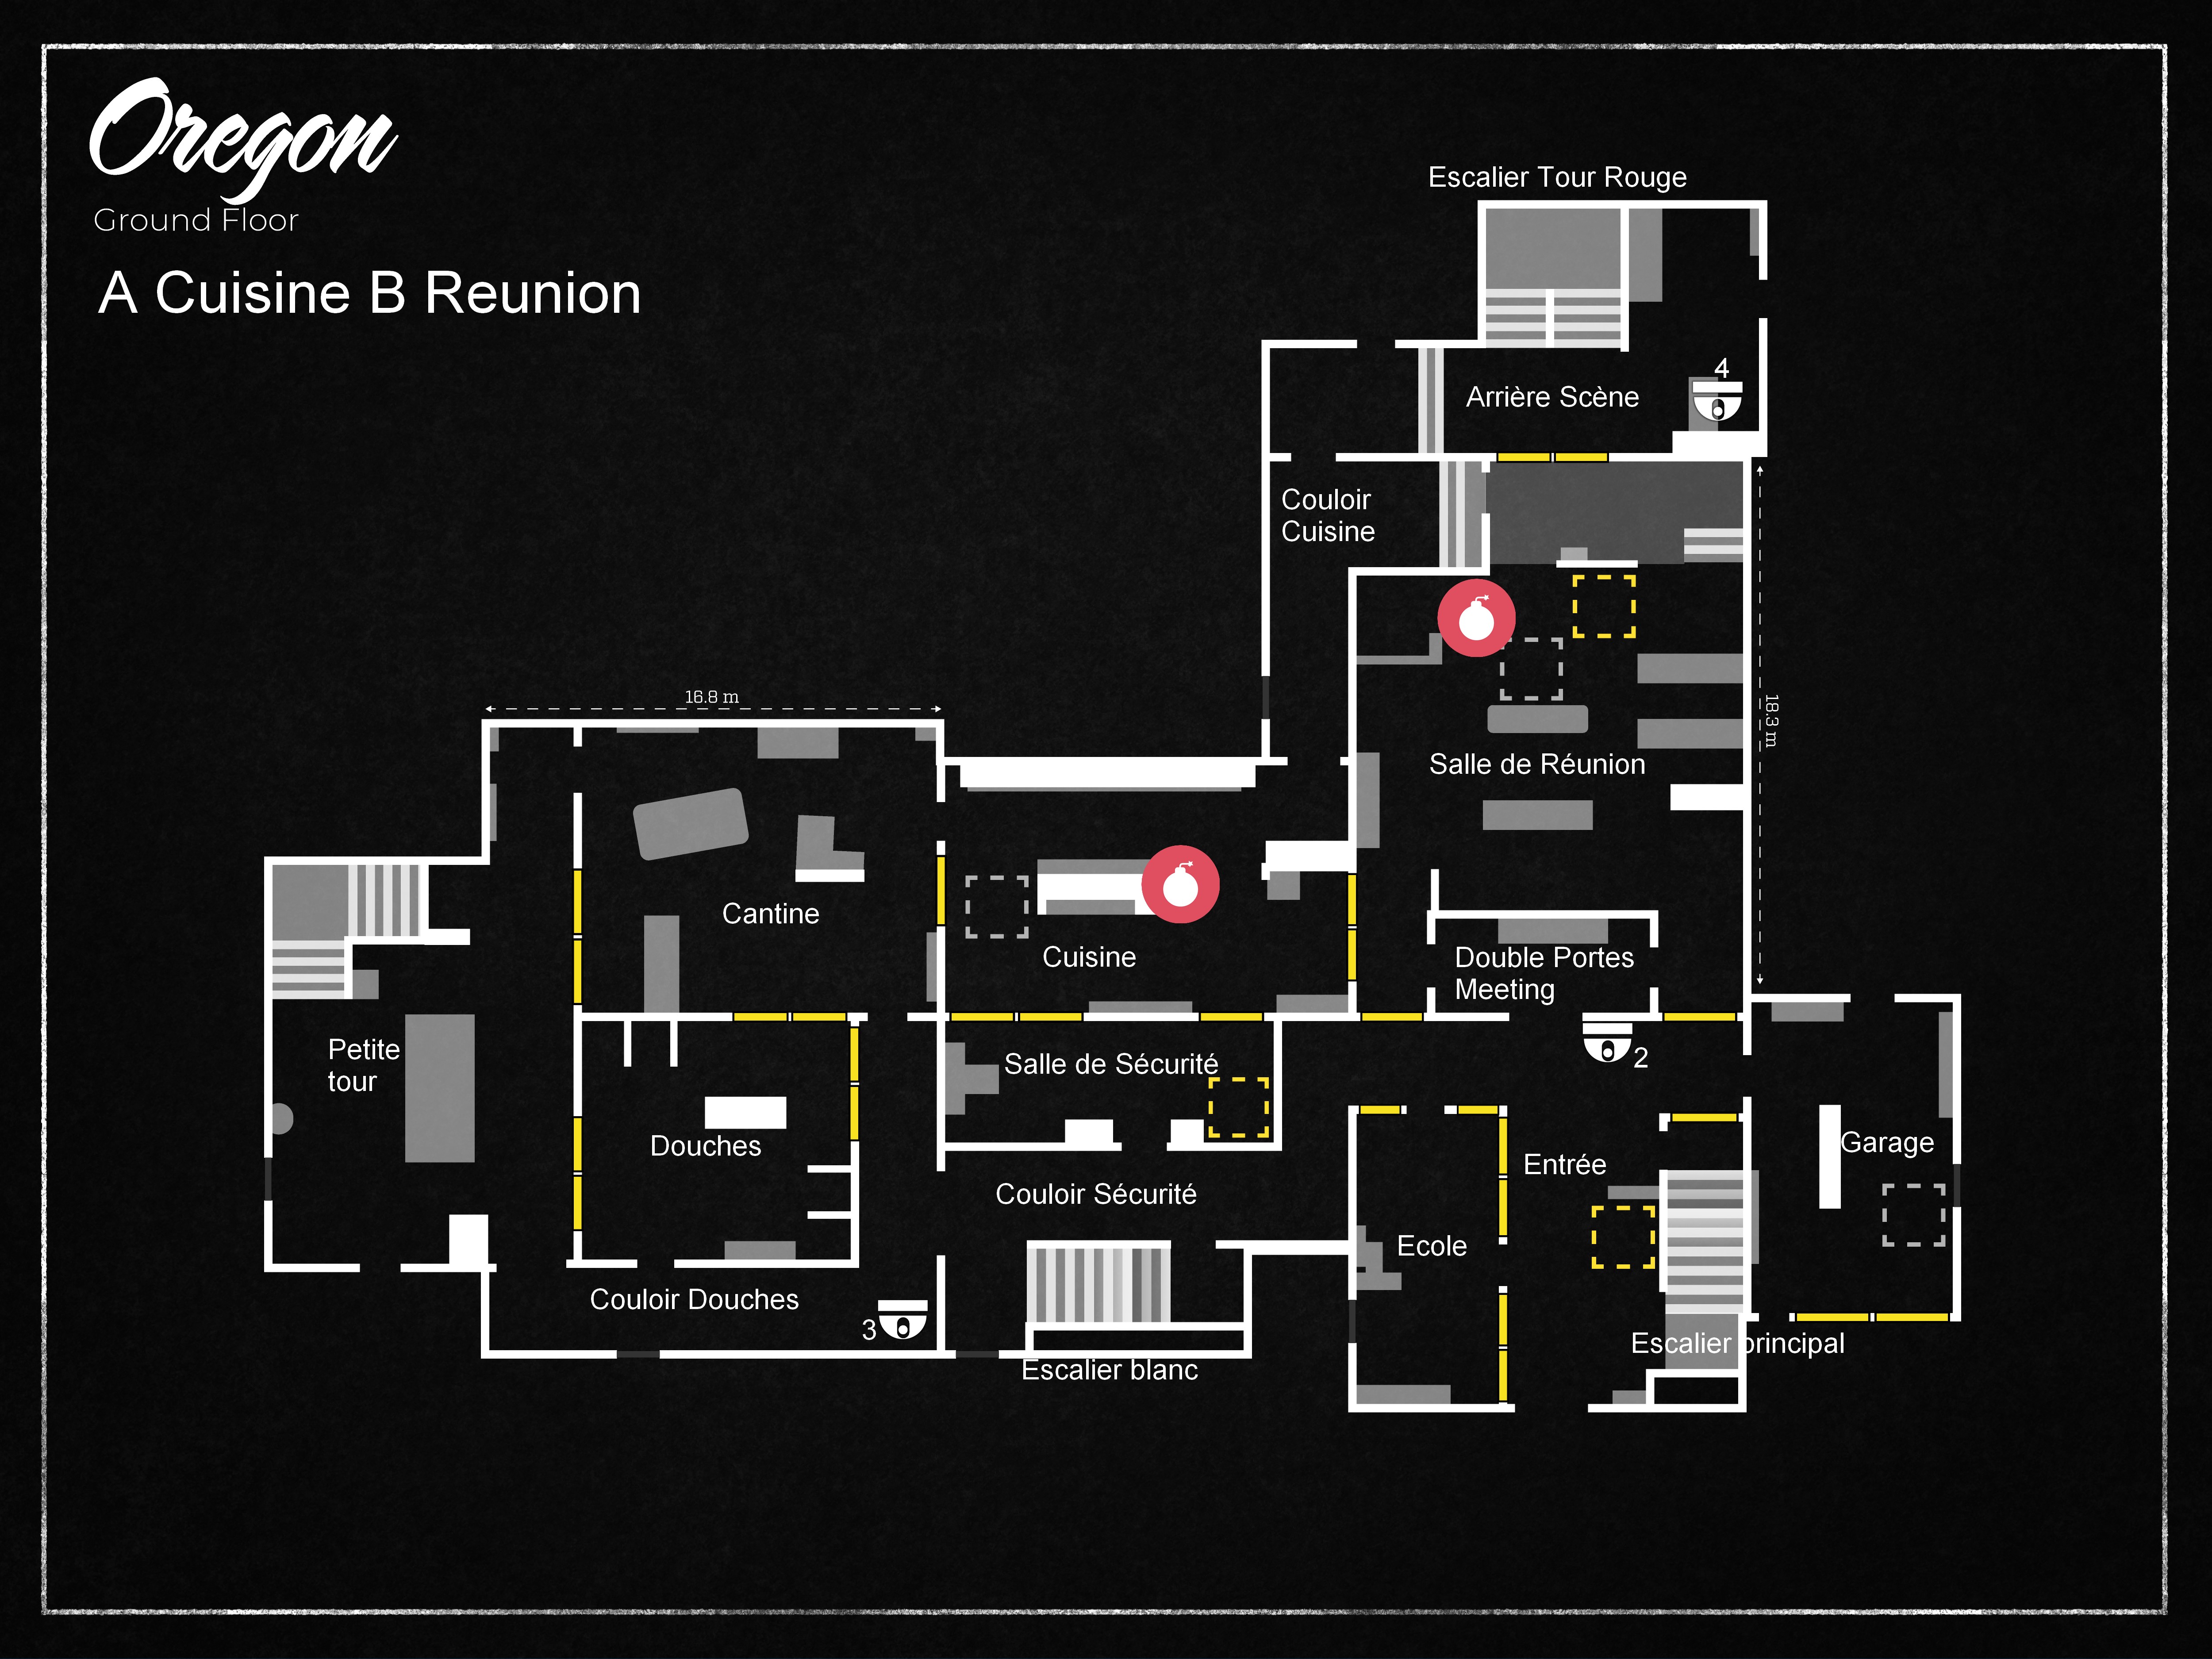 Oregon
Ground Floor
A Cuisine B Reunion
Escalier Tour Rouge
4
Arrière Scène
Couloir
Cuisine
16.8 m
18.3 m
Salle de Réunion
Cantine
Cuisine
Double Portes
Meeting
Petite
tour
Salle de Sécurité
2
Douches
Garage
Entrée
Couloir Sécurité
Ecole
Couloir Douches
3
Escalier principal
Escalier blanc